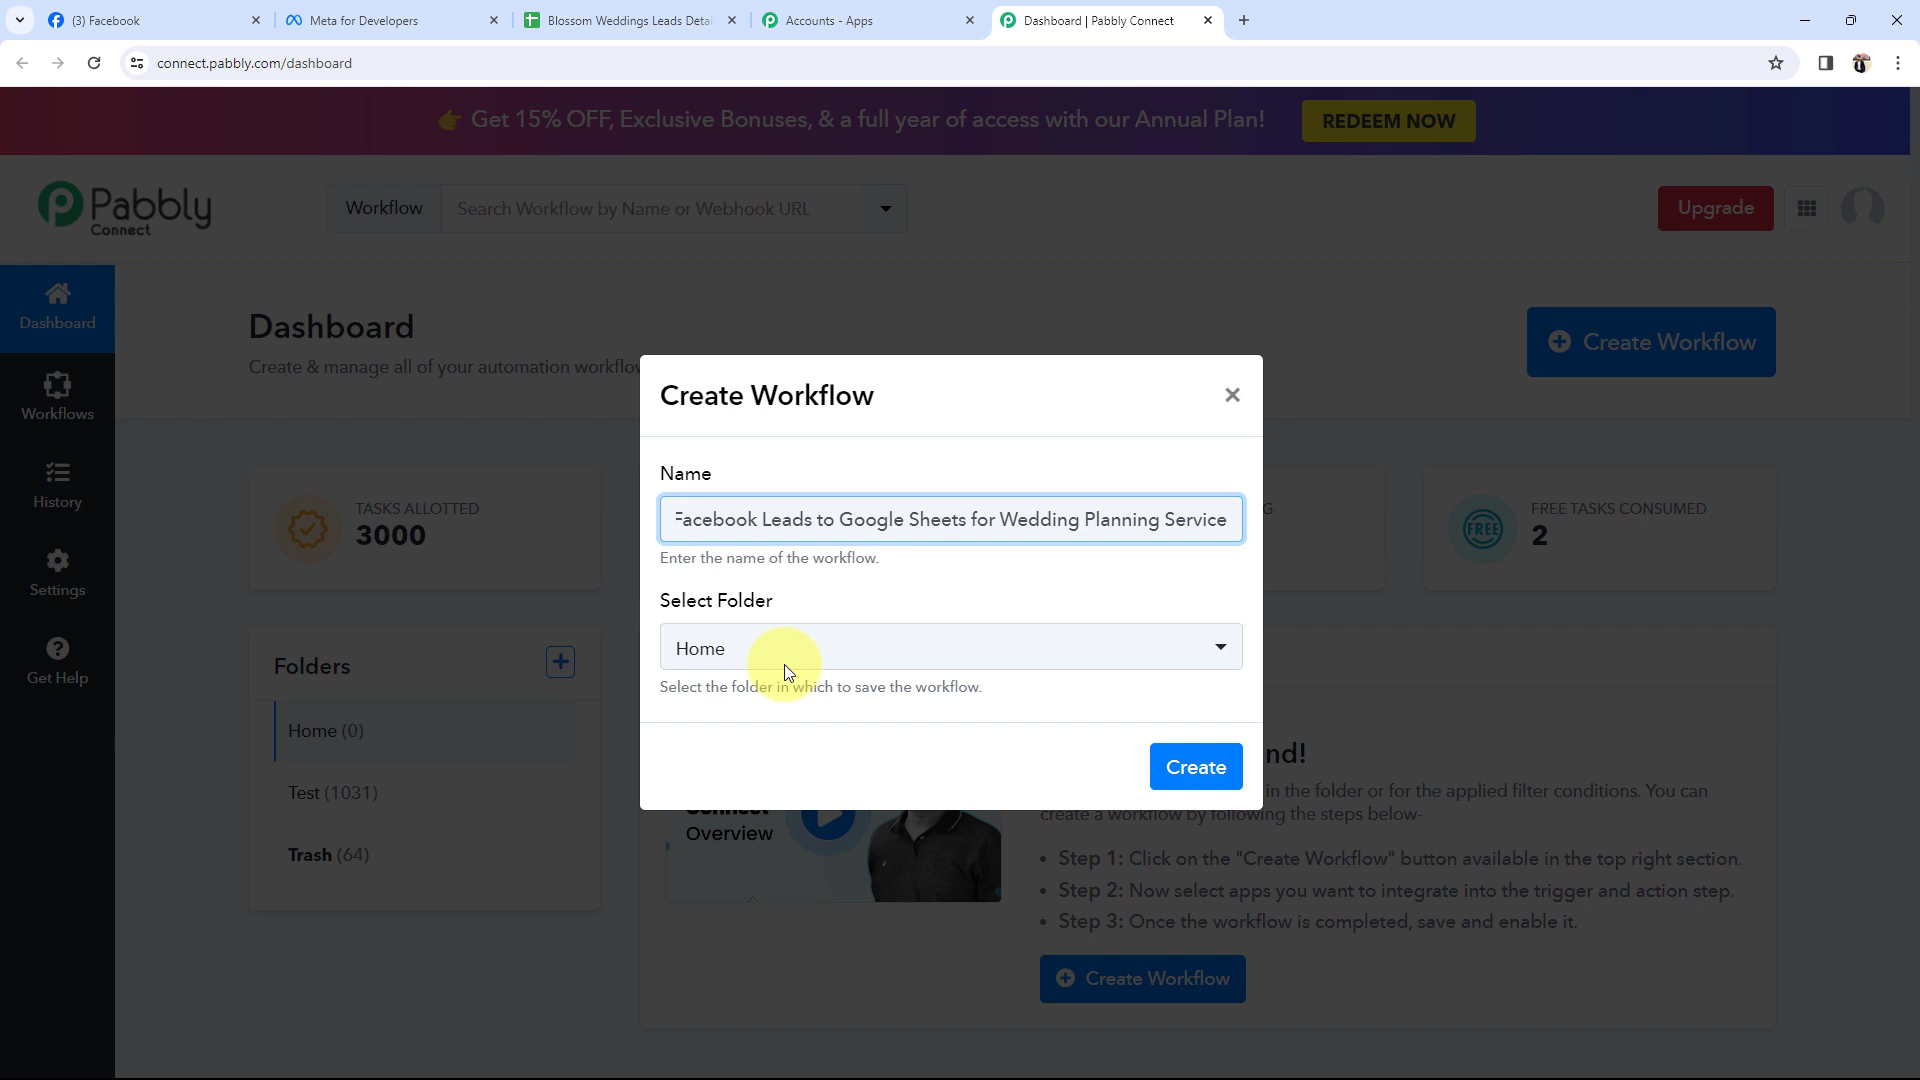 (3) Facebook
Meta for Developers
Blossom Weddings Leads Detai
Accounts - Apps
Dashboard | Pabbly Connect
connect.pabbly.com/dashboard
👉 Get 15% OFF, Exclusive Bonuses, & a full year of access with our Annual Plan!
REDEEM NOW
Pabbly
Connect
Workflow
Search Workflow by Name or Webhook URL
Upgrade
Dashboard
Workflows
History
Settings
Get Help
Dashboard
Create & manage all of your automation workflo
Create Workflow
TASKS ALLOTTED
3000
G
FREE
FREE TASKS CONSUMED
2
Folders
Home (0)
Test (1031)
Trash (64)
Create Workflow
Name
Facebook Leads to Google Sheets for Wedding Planning Service
Enter the name of the workflow.
Select Folder
Home
Select the folder in which to save the workflow.
Create
Connect
Overview
nd!
in the folder or for the applied filter conditions. You can
create a workflow by following the steps below-
• Step 1: Click on the "Create Workflow" button available in the top right section.
• Step 2: Now select apps you want to integrate into the trigger and action step.
• Step 3: Once the workflow is completed, save and enable it.
Create Workflow